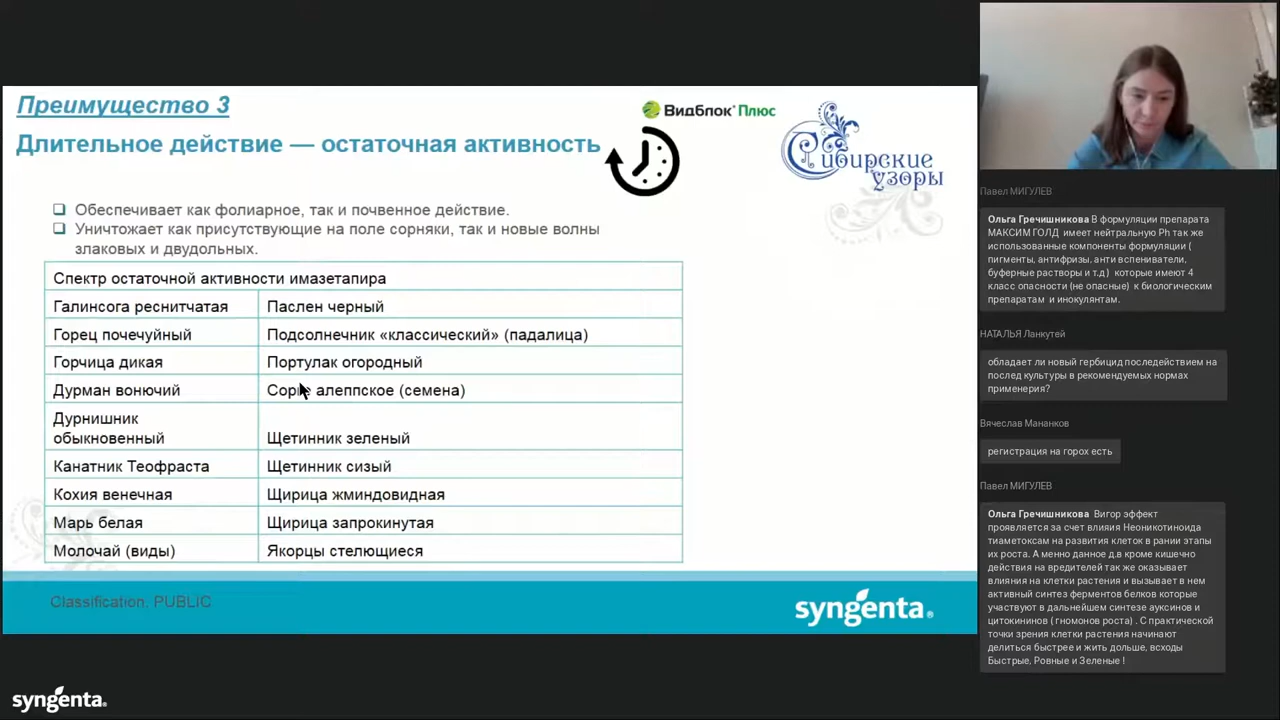 Преимущество 3
Длительное действие — остаточная активность
ВидБлок Плюс
Сибирские
узоры
Обеспечивает как фолиарное, так и почвенное действие.
Уничтожает как присутствующие на поле сорняки, так и новые волны
злаковых и двудольных.
Спектр остаточной активности имазетапира
Галинсога реснитчатая
Паслен черный
Горец почечуйный
Подсолнечник «классический» (падалица)
Горчица дикая
Портулак огородный
Дурман вонючий
алеппское (семена)
Дурнишник
обыкновенный
Щетинник зеленый
Канатник Теофраста
Щетинник сизый
Кохия венечная
Щирица жминдовидная
Марь белая
Щирица запрокинутая
Молочай (виды)
Якорцы стелющиеся
Classification: PUBLIC
syngenta
syngenta
Павел МИГУЛЕВ
Ольга Гречишникова В формуляции препарата
МАКСИМ ГОЛД имеет нейтральную Ph так же
использованные компоненты формуляции (
пигменты, антифризы, анти вспениватели,
буферные растворы и т.д) которые имеют 4
класс опасности (не опасные) к биологическим
препаратам и инокулянтам.
НАТАЛЬЯ Ланкутей
обладает ли новый гербицид последействием на
послед культуры в рекомендуемых нормах
применерия?
Вячеслав Мананков
регистрация на горох есть
Павел МИГУЛЕВ
Ольга Гречишникова Вигор эффект
проявляется за счет влияия Неоникотиноида
тиаметоксам на развития клеток в рании этапы
их роста. А менно данное д.в кроме кишечно
действия на вредителей так же оказывает
влияния на клетки растения и вызывает в нем
активный синтез ферментов белков которые
участвуют в дальнейшем синтезе ауксинов и
цитокининов ( гномонов роста) . С практической
точки зрения клетки растения начинают
делиться быстрее и жить дольше, всходы
Быстрые, Ровные и Зеленые !